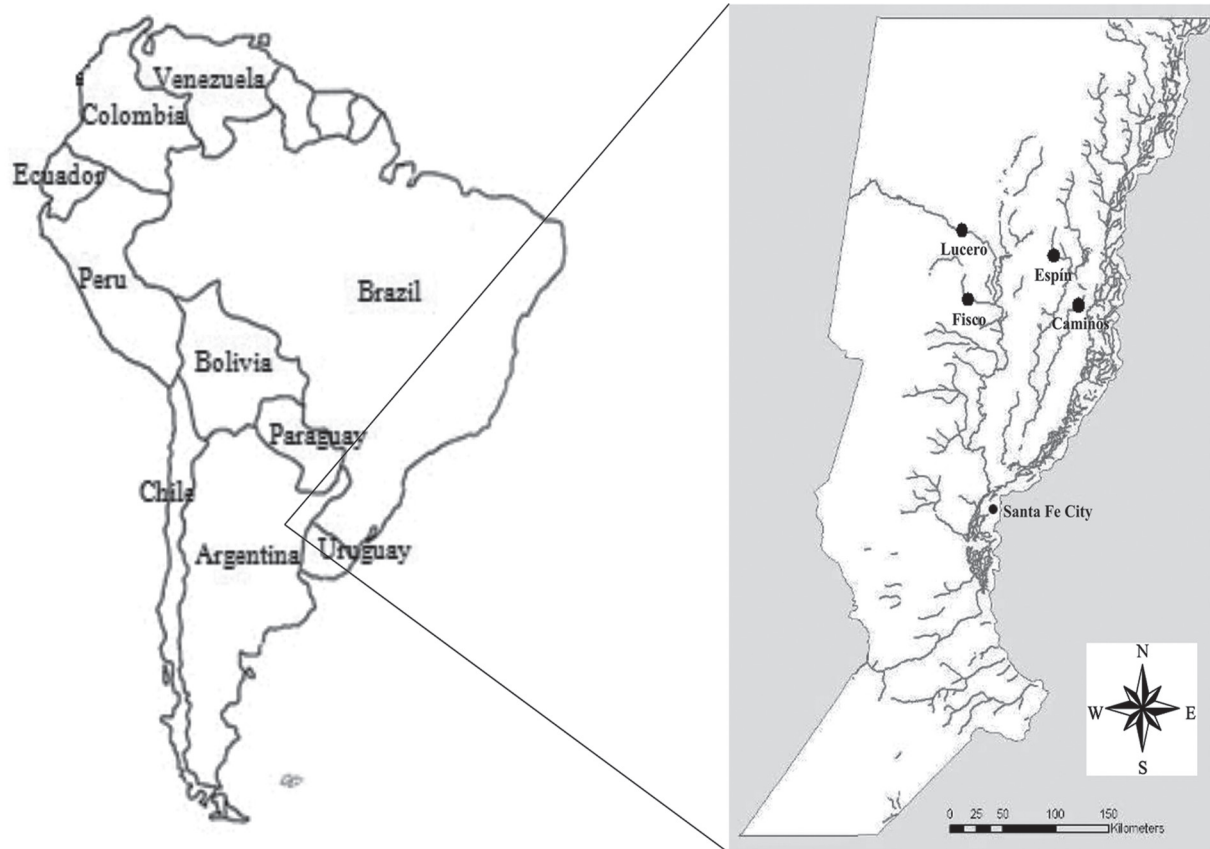 Venezuela
Colombia
Ecuador
Peru
Brazil
Bolivia
Paraguay
Chile
Argentina
Uruguay
Lucero
Espín
Fisco
Caminos
Santa Fe City
N
W E
S
0 25 50 100 150
Kilometers